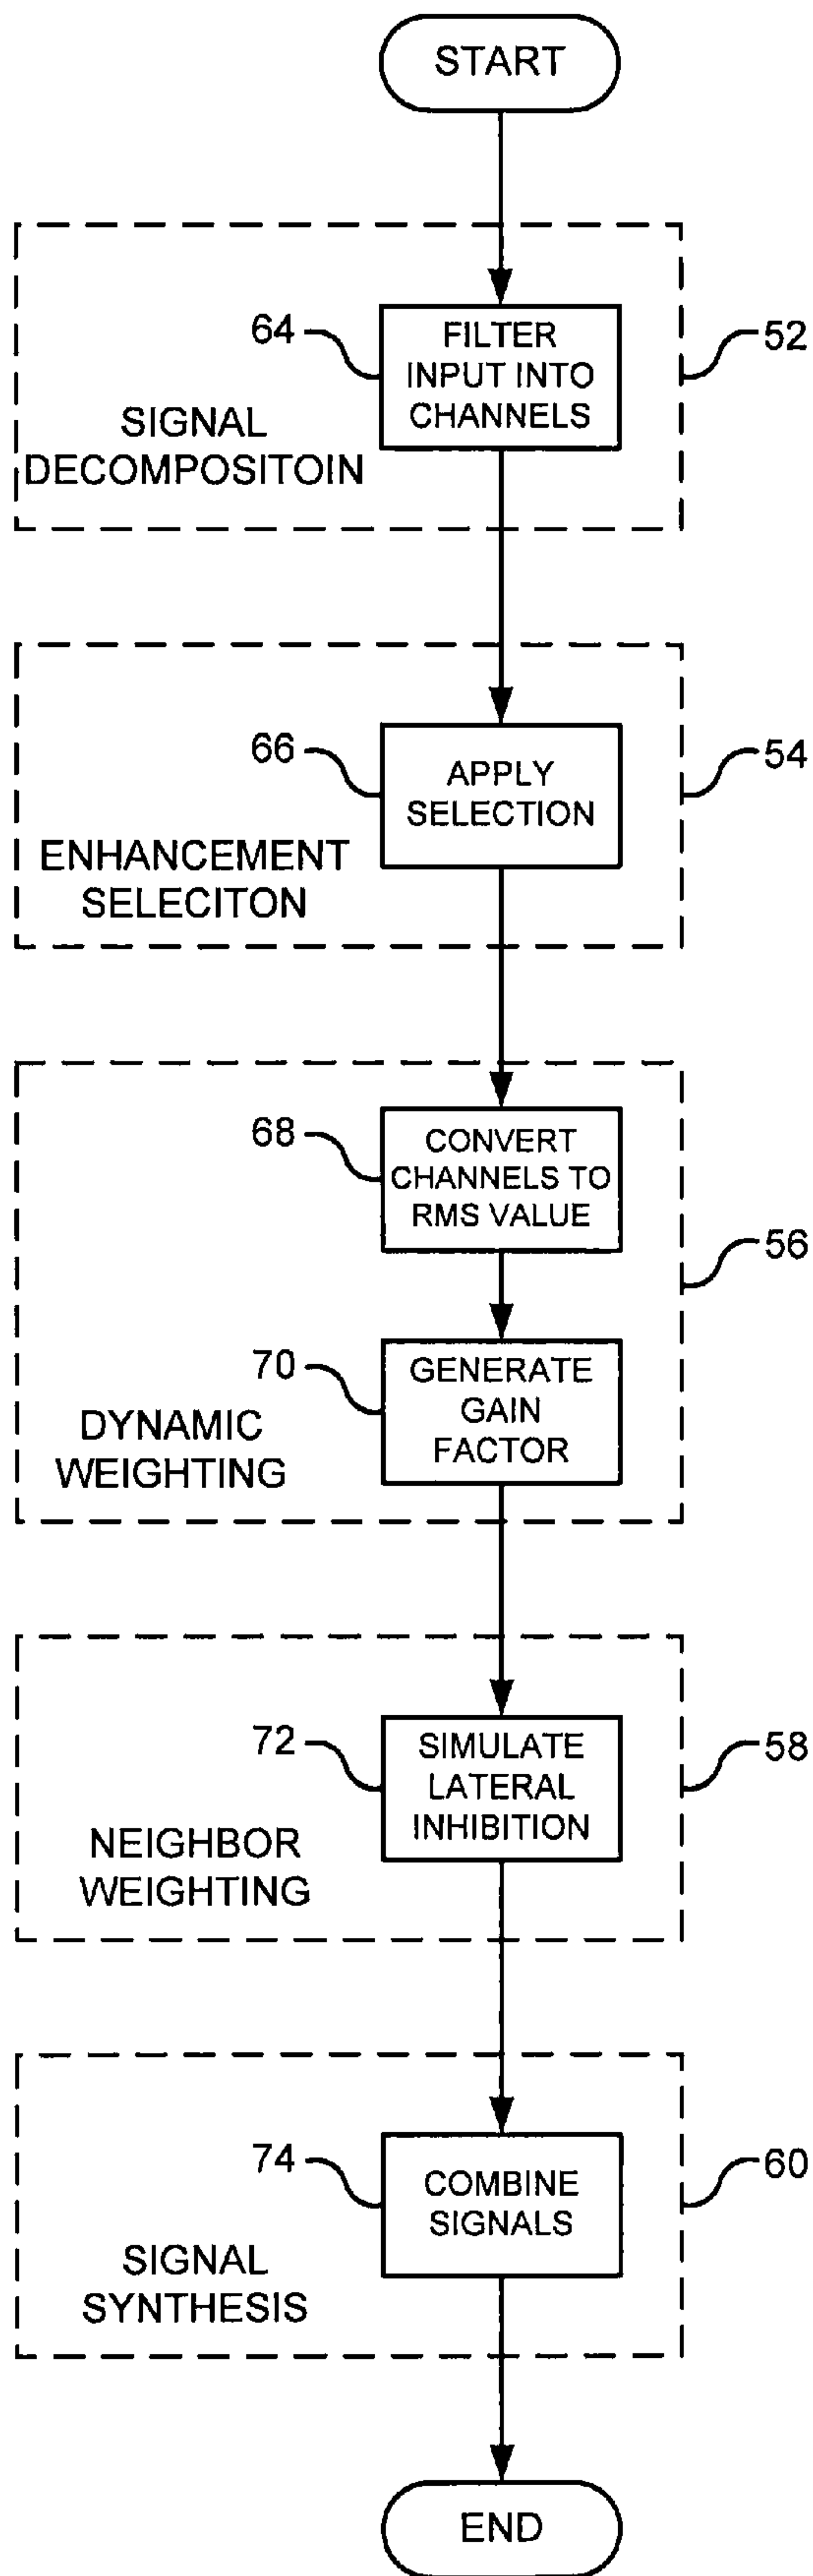 START
64
FILTER
INPUT INTO
CHANNELS
52
SIGNAL
DECOMPOSITOIN
66
APPLY
SELECTION
54
ENHANCEMENT
SELECITON
68
CONVERT
CHANNELS TO
RMS VALUE
56
70
GENERATE
GAIN
FACTOR
DYNAMIC
WEIGHTING
72
SIMULATE
LATERAL
INHIBITION
58
NEIGHBOR
WEIGHTING
74
COMBINE
SIGNALS
60
SIGNAL
SYNTHESIS
END